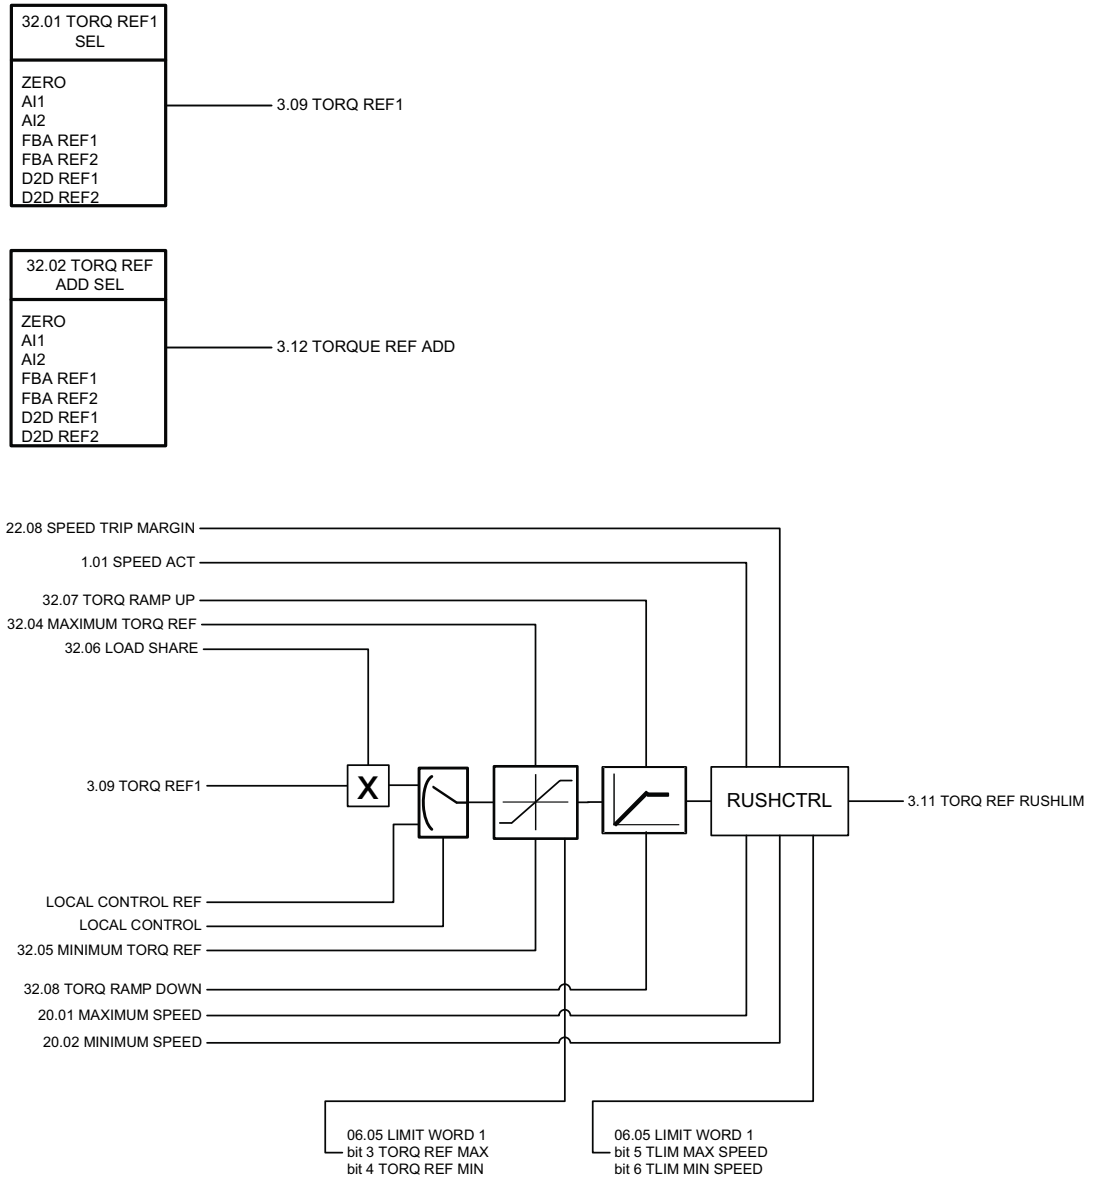 32.01 TORQ REF1
SEL
ZERO
AI1
AI2
FBA REF1
FBA REF2
D2D REF1
D2D REF2
3.09 TORQ REF1
32.02 TORQ REF
ADD SEL
ZERO
AI1
AI2
FBA REF1
FBA REF2
D2D REF1
D2D REF2
3.12 TORQUE REF ADD
22.08 SPEED TRIP MARGIN
1.01 SPEED ACT
32.07 TORQ RAMP UP
32.04 MAXIMUM TORQ REF
32.06 LOAD SHARE
3.09 TORQ REF1
X
RUSHCTRL
3.11 TORQ REF RUSHLIM
LOCAL CONTROL REF
LOCAL CONTROL
32.05 MINIMUM TORQ REF
32.08 TORQ RAMP DOWN
20.01 MAXIMUM SPEED
20.02 MINIMUM SPEED
06.05 LIMIT WORD 1
bit 3 TORQ REF MAX
bit 4 TORQ REF MIN
06.05 LIMIT WORD 1
bit 5 TLIM MAX SPEED
bit 6 TLIM MIN SPEED